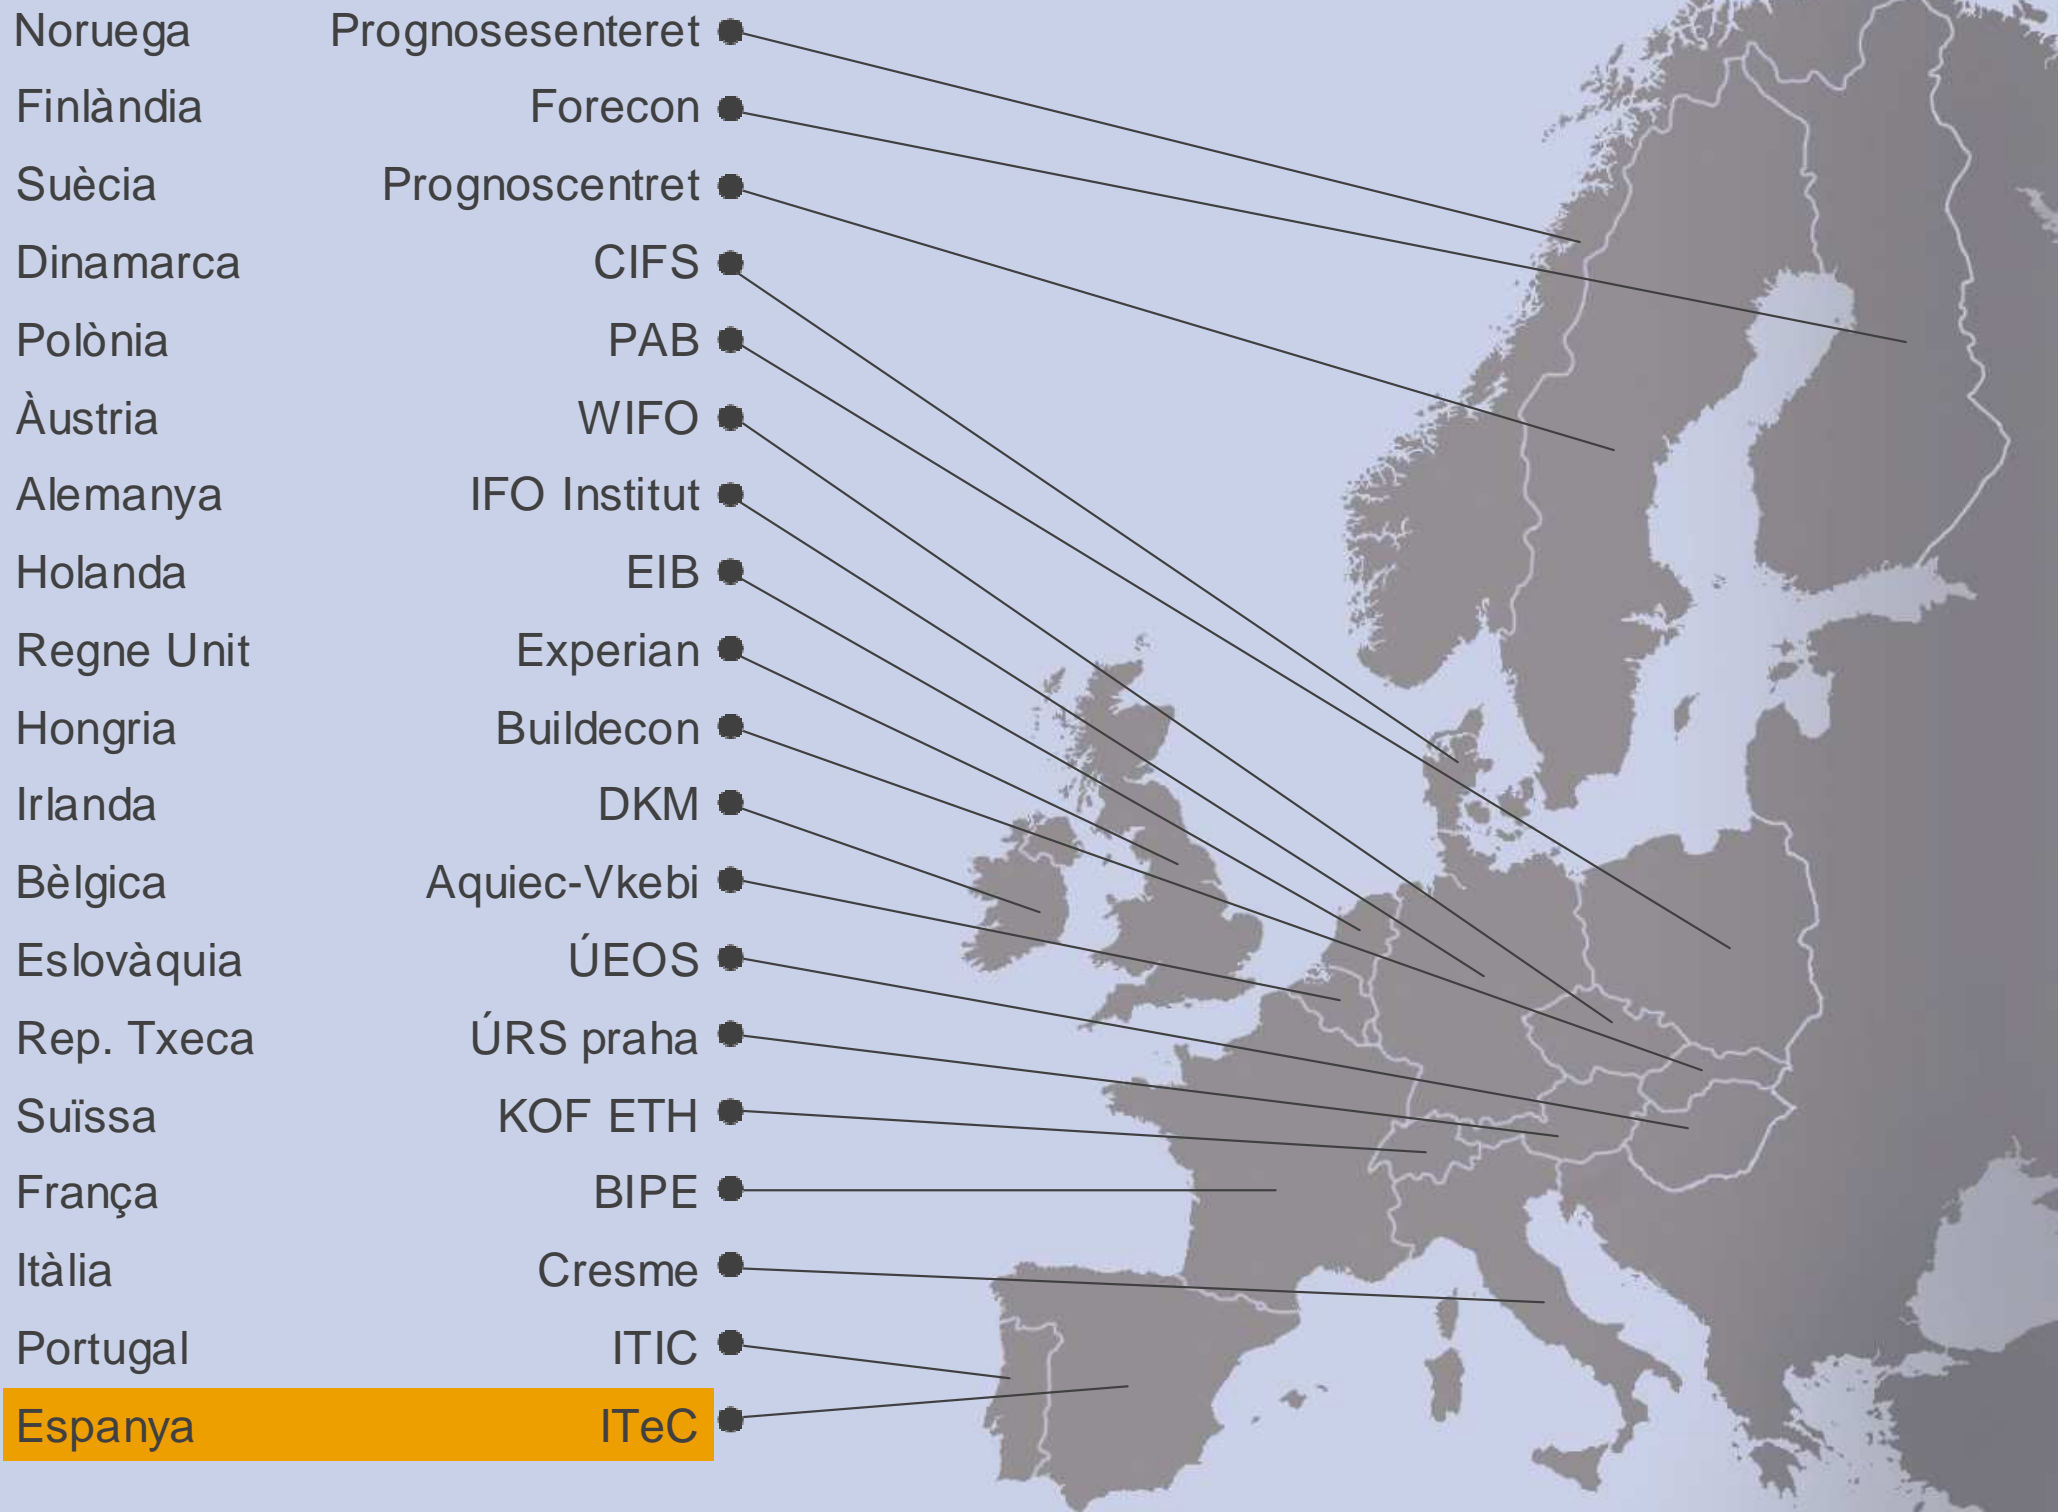 Noruega Prognosesenteret
Finlàndia Forecon
Suècia Prognoscentret
Dinamarca CIFS
Polònia PAB
Àustria WIFO
Alemanya IFO Institut
Holanda EIB
Regne Unit Experian
Hongria Buildecon
Irlanda DKM
Bèlgica Aquiec-Vkebi
Eslovàquia ÚEOS
Rep. Txeca ÚRS praha
Suïssa KOF ETH
França BIPE
Itàlia Cresme
Portugal ITIC
Espanya ITeC